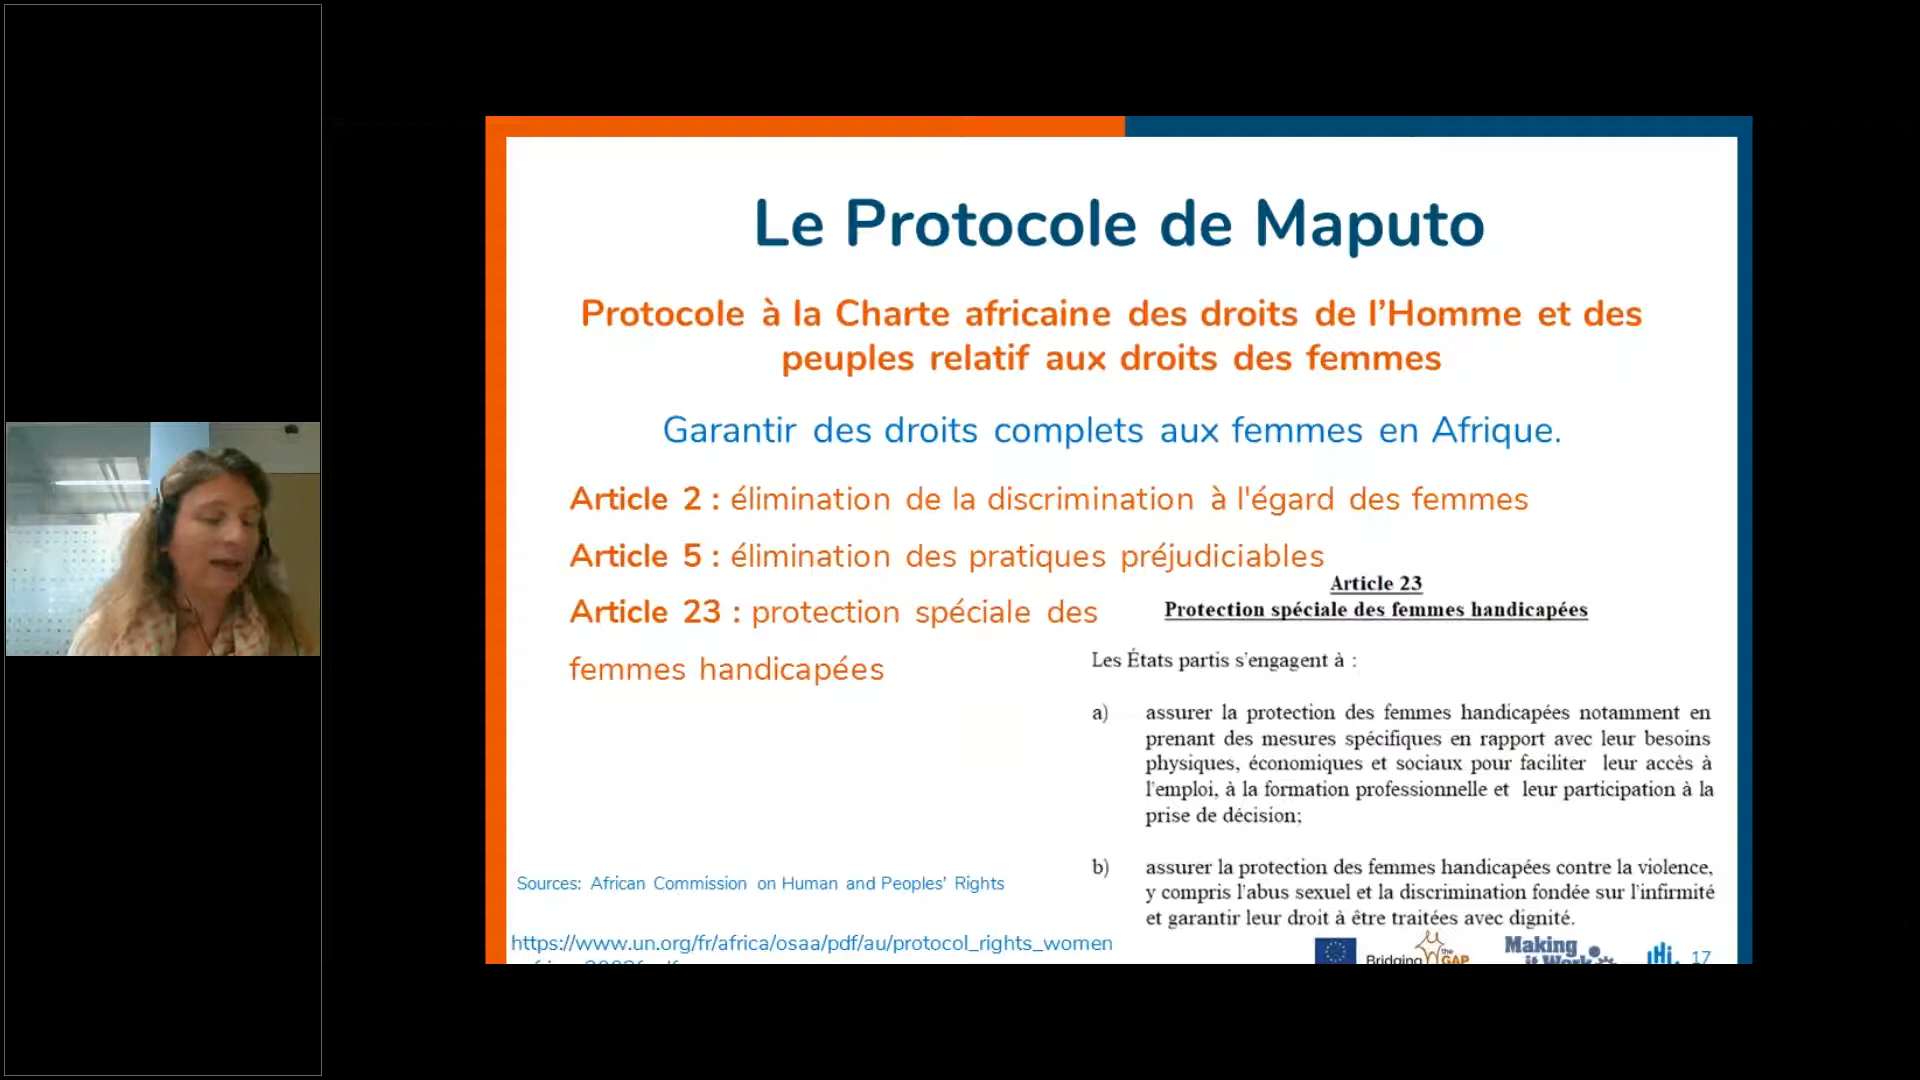 Le Protocole de Maputo
Protocole à la Charte africaine des droits de l’Homme et des
peuples relatif aux droits des femmes
Garantir des droits complets aux femmes en Afrique.
Article 2 : élimination de la discrimination à l'égard des femmes
Article 5 : élimination des pratiques préjudiciables
Article 23 : protection spéciale des
femmes handicapées
Article 23
Protection spéciale des femmes handicapées
Les États partis s'engagent à :
a) assurer la protection des femmes handicapées notamment en
prenant des mesures spécifiques en rapport avec leur besoins
physiques, économiques et sociaux pour faciliter leur accès à
l'emploi, à la formation professionnelle et leur participation à la
prise de décision;
b) assurer la protection des femmes handicapées contre la violence,
y compris l'abus sexuel et la discrimination fondée sur l'infirmité
et garantir leur droit à être traitées avec dignité.
Sources: African Commission on Human and Peoples’ Rights
https://www.un.org/fr/africa/osaa/pdf/au/protocol_rights_women
Bridging the GAP
Making
it Work
hi
17